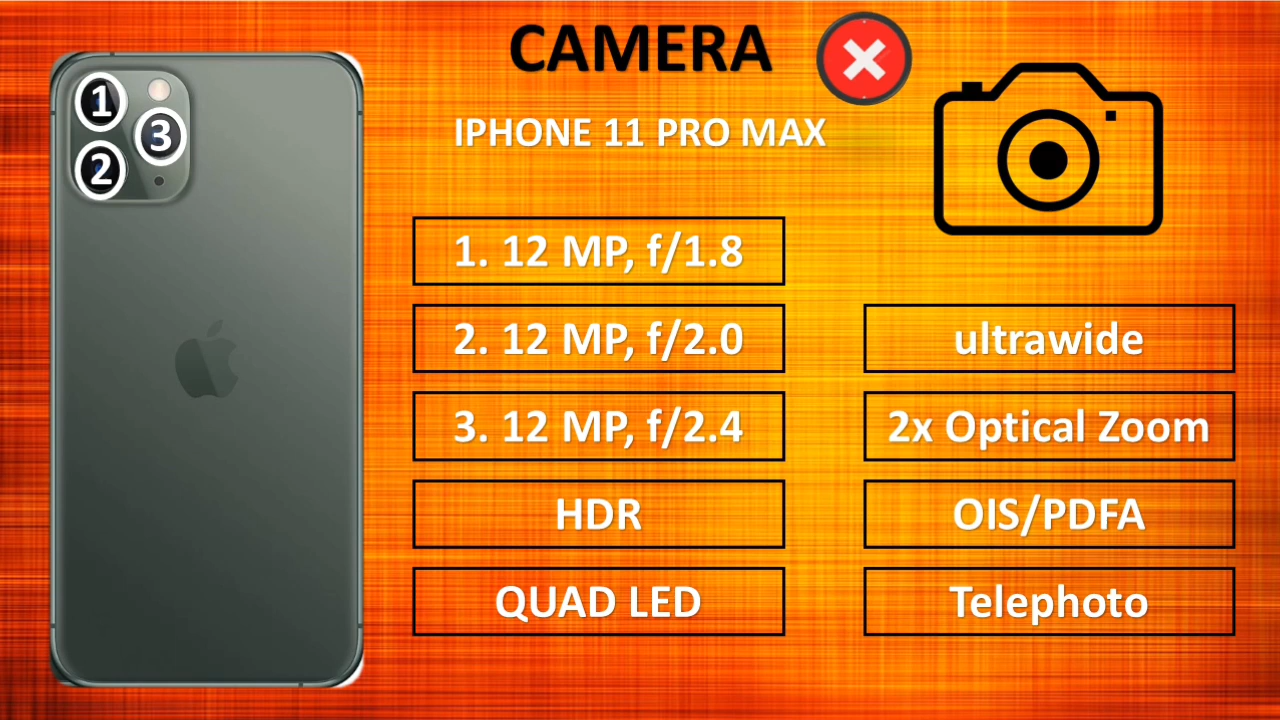 CAMERA
IPHONE 11 PRO MAX
1
3
2
1. 12 MP, f/1.8
2. 12 MP, f/2.0
ultrawide
3. 12 MP, f/2.4
2x Optical Zoom
HDR
OIS/PDFA
QUAD LED
Telephoto